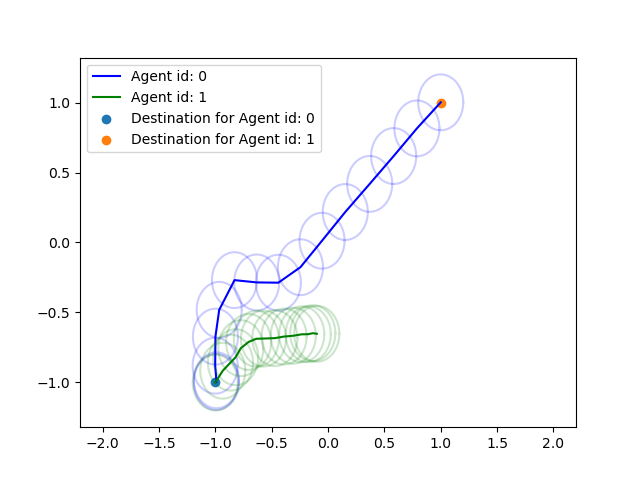 Agent id: 0
Agent id: 1
Destination for Agent id: 0
Destination for Agent id: 1
1.0
0.5
0.0
−0.5
−1.0
−2.0 −1.5 −1.0 −0.5 0.0 0.5 1.0 1.5 2.0